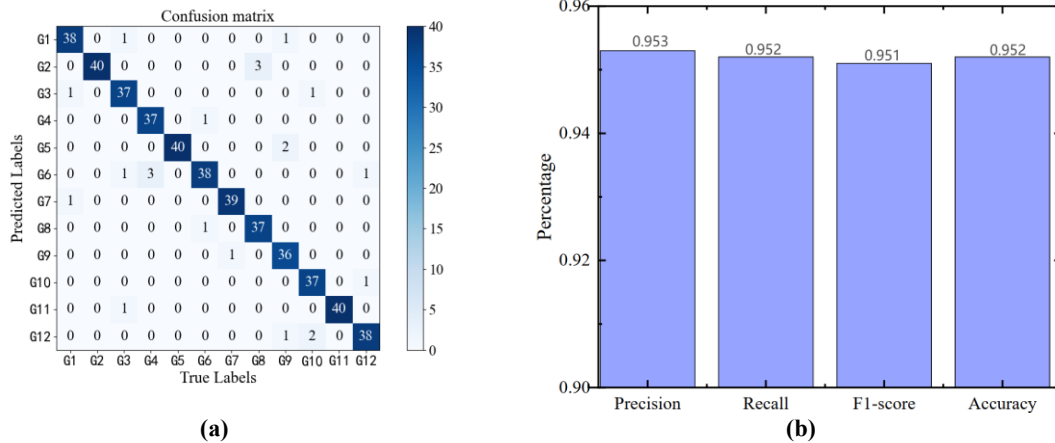 Confusion matrix
G1 38 0 1 0 0 0 0 0 1 0 0 0
G2 0 40 0 0 0 0 0 3 0 0 0 0
G3 1 0 37 0 0 0 0 0 0 1 0 0
G4 0 0 0 37 0 1 0 0 0 0 0 0
G5 0 0 0 0 40 0 0 0 2 0 0 0
G6 0 0 1 3 0 38 0 0 0 0 0 1
G7 1 0 0 0 0 0 39 0 0 0 0 0
G8 0 0 0 0 0 1 0 37 0 0 0 0
G9 0 0 0 0 0 0 1 0 36 0 0 0
G10 0 0 0 0 0 0 0 0 0 37 0 1
G11 0 0 1 0 0 0 0 0 0 0 40 0
G12 0 0 0 0 0 0 0 0 1 2 0 38
G1 G2 G3 G4 G5 G6 G7 G8 G9 G10 G11 G12
True Labels
Predicted Labels
40
35
30
25
20
15
10
5
0
(a)
0.96
0.94
0.92
0.90
Percentage
0.953 0.952 0.951 0.952
Precision Recall F1-score Accuracy
(b)